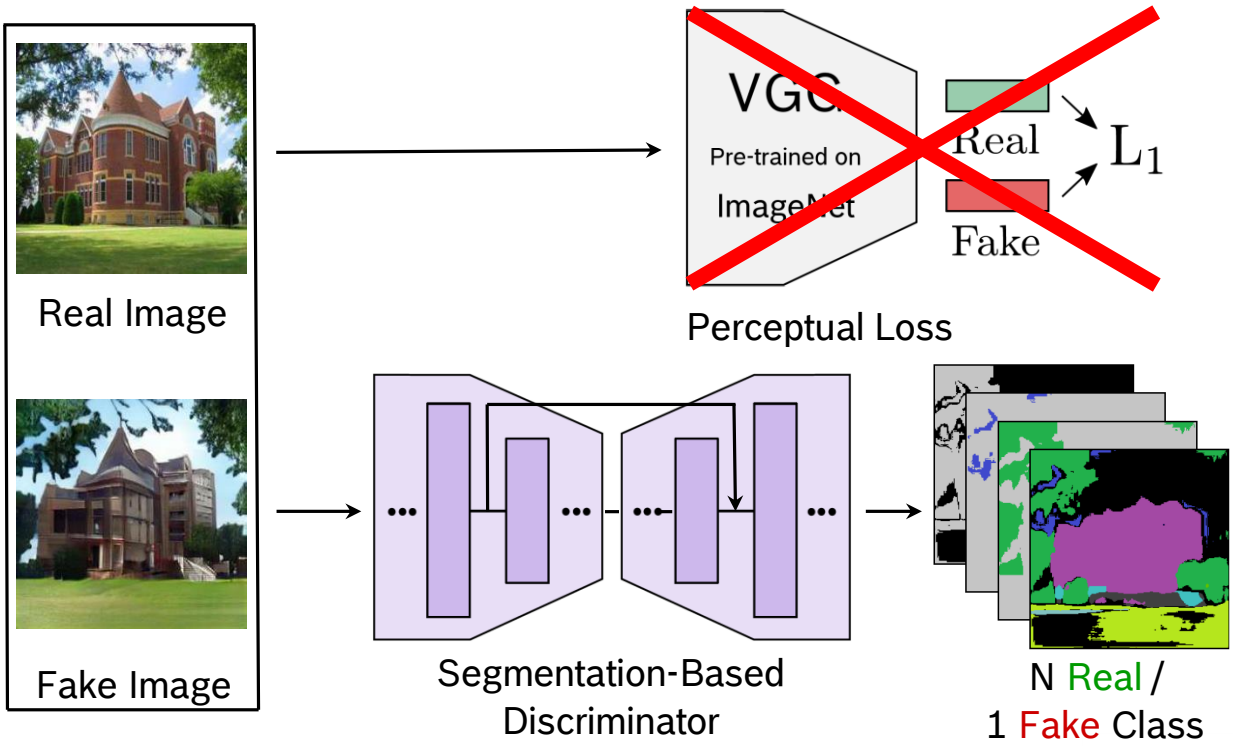 VGG
Pre-trained on
ImageNet
Real
Fake
L₁
Real Image
Perceptual Loss
Fake Image
Segmentation-Based
Discriminator
N Real /
1 Fake Class